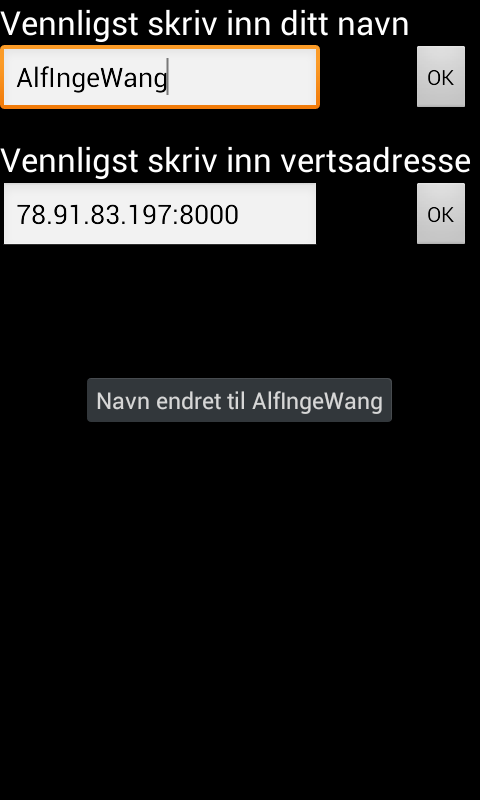 Vennligst skriv inn ditt navn
AlfIngeWang
OK
Vennligst skriv inn vertsadresse
78.91.83.197:8000
OK
Navn endret til AlfIngeWang